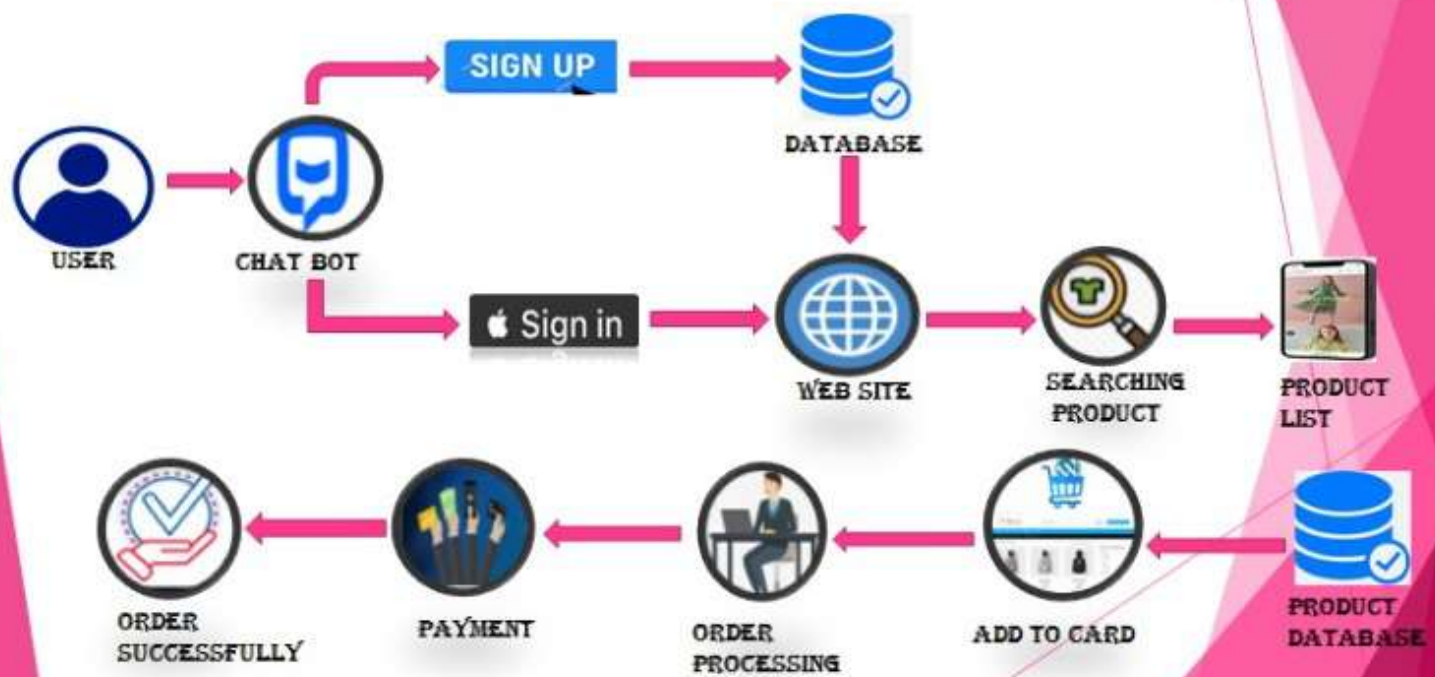 SIGN UP
DATABASE
USER
CHAT BOT
Sign in
WEB SITE
SEARCHING
PRODUCT
PRODUCT
LIST
ORDER
SUCCESSFULLY
PAYMENT
ORDER
PROCESSING
ADD TO CARD
PRODUCT
DATABASE